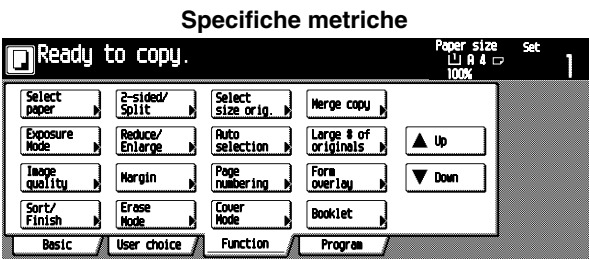 Specifiche metriche
Ready to copy.
Paper size
A4
100%
Set
1
Select
paper
2-sided/
Split
Select
size orig.
Merge copy
Exposure
Mode
Reduce/
Enlarge
Auto
selection
Large # of
originals
Up
Image
quality
Margin
Page
numbering
Form
overlay
Down
Sort/
Finish
Erase
Mode
Cover
Mode
Booklet
Basic
User choice
Function
Program